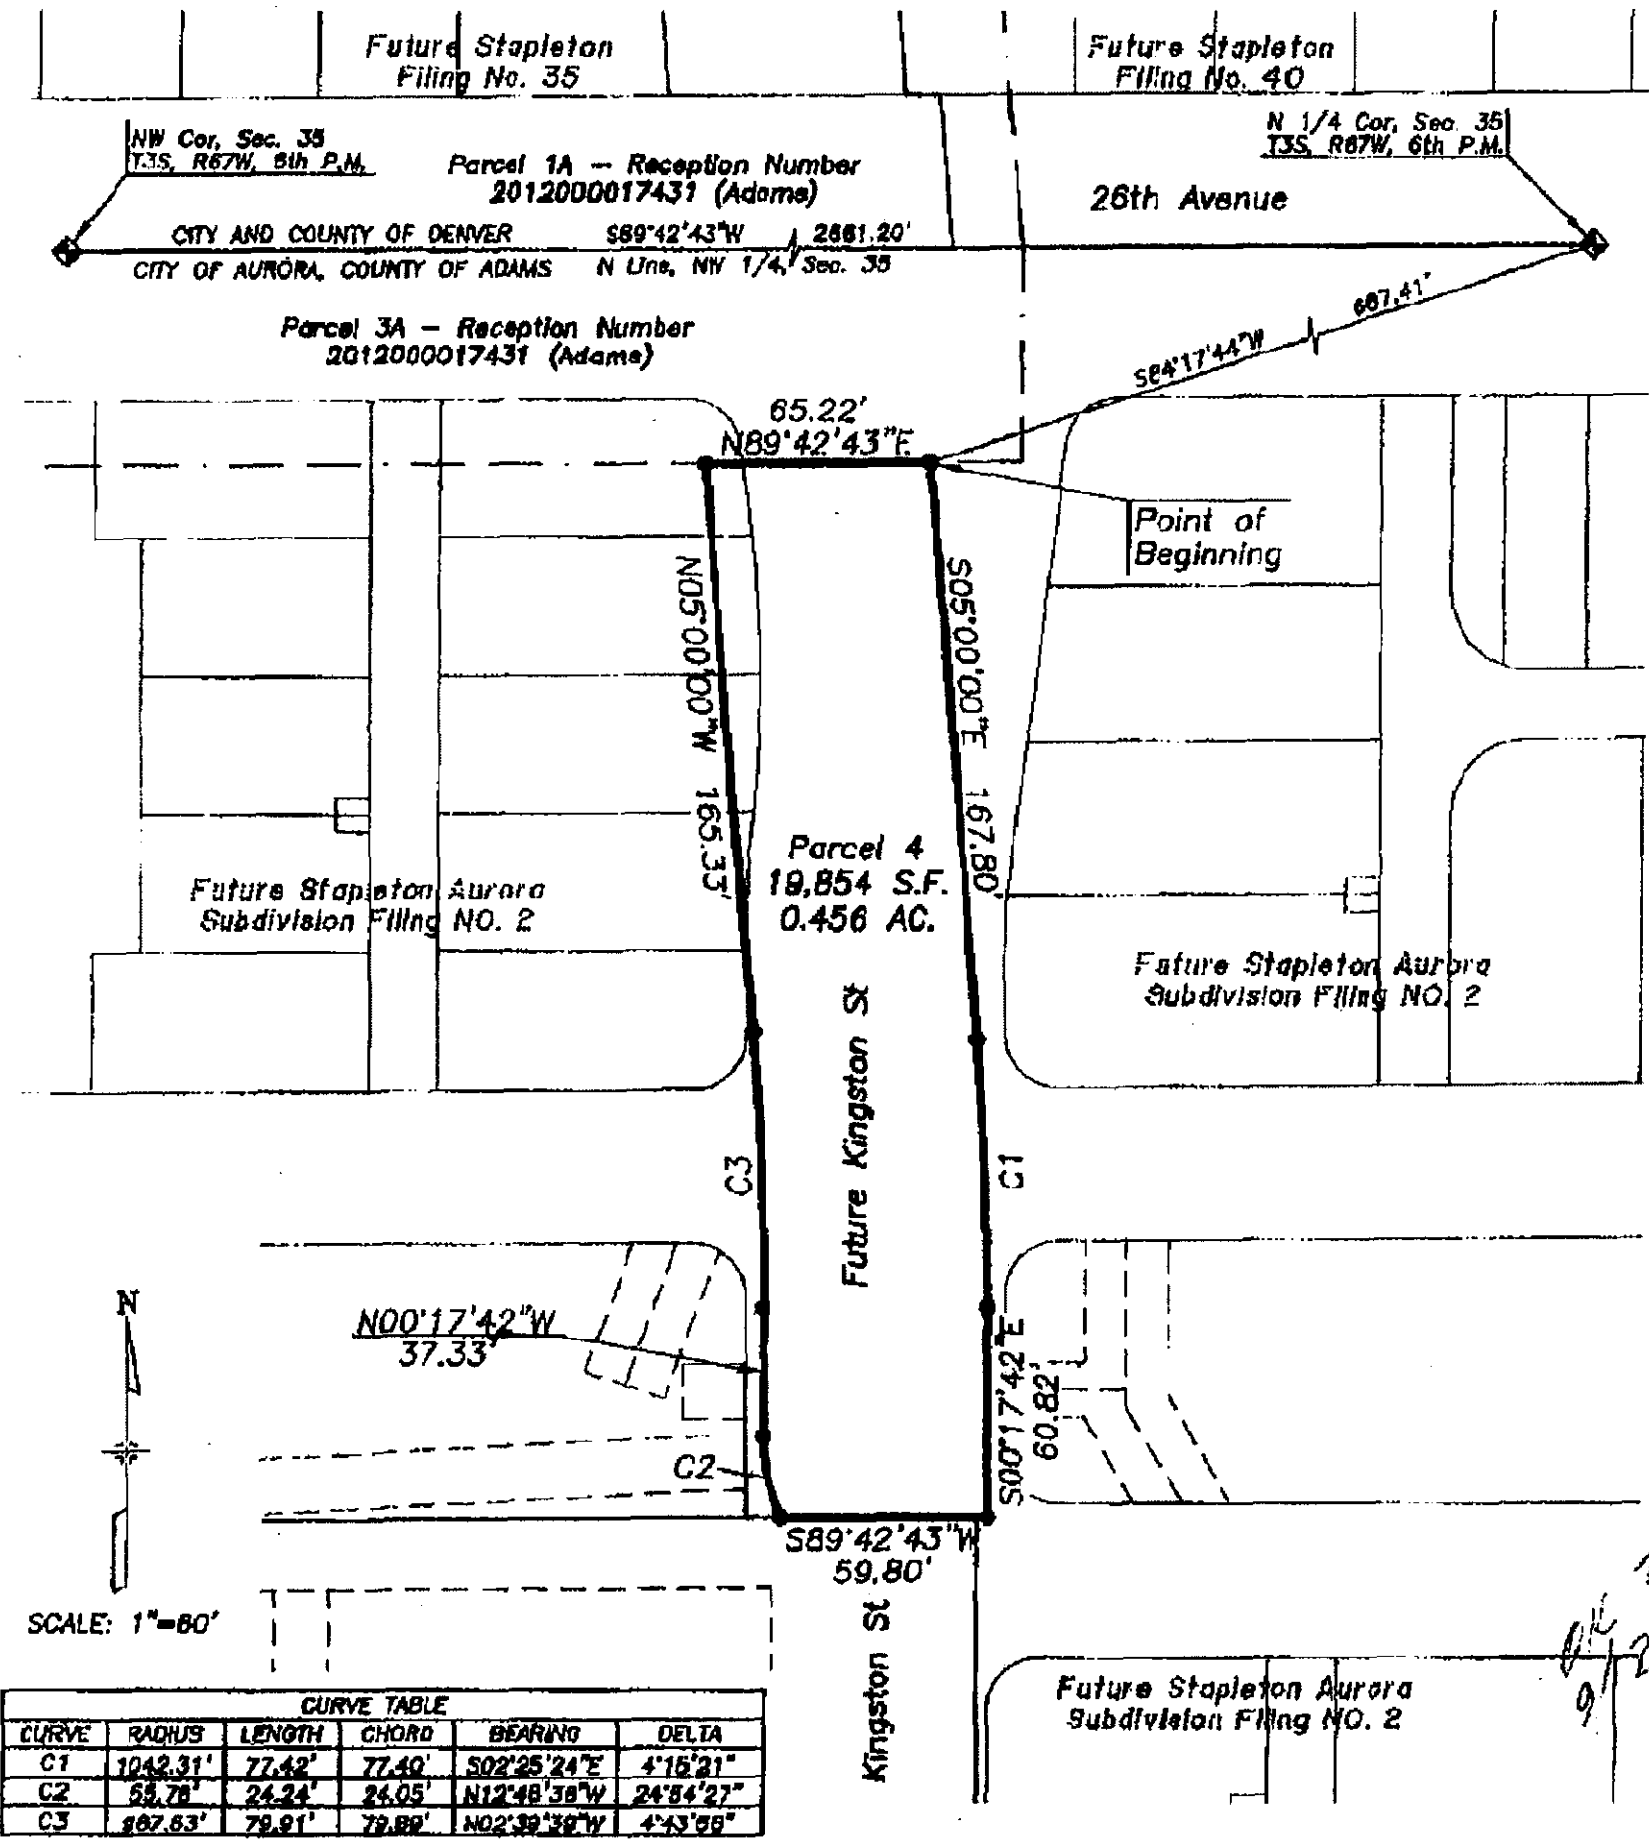 Future Stapleton
Filing No. 35
Future Stapleton
Filing No. 40
NW Cor, Sec. 35
T3S, R67W, 6th P.M.
N 1/4 Cor, Sec. 35
T3S, R67W, 6th P.M.
Parcel 1A – Reception Number
2012000017431 (Adams)
26th Avenue
CITY AND COUNTY OF DENVER
S89°42'43"W 2661.20'
CITY OF AURORA, COUNTY OF ADAMS
N Line, NW 1/4, Sec. 35
Parcel 3A – Reception Number
2012000017431 (Adams)
S84°17'44"W 687.41'
65.22'
N89°42'43"E
Point of
Beginning
N05°00'00"W 165.33'
S05°00'00"E 167.80'
Parcel 4
19,854 S.F.
0.456 AC.
Future Stapleton Aurora
Subdivision Filing NO. 2
Future Stapleton Aurora
Subdivision Filing NO. 2
Future Kingston St
C3
C1
N
N00°17'42"W
37.33'
S00°17'42"E
60.82'
C2
S89°42'43"W
59.80'
SCALE: 1"=60'
Kingston St
Future Stapleton Aurora
Subdivision Filing NO. 2
CURVE TABLE
CURVE RADIUS LENGTH CHORD BEARING DELTA
C1 1042.31' 77.42' 77.40' S02°25'24"E 4°15'21"
C2 55.76' 24.24' 24.05' N12°48'38"W 24°54'27"
C3 967.63' 79.91' 79.89' N02°39'39"W